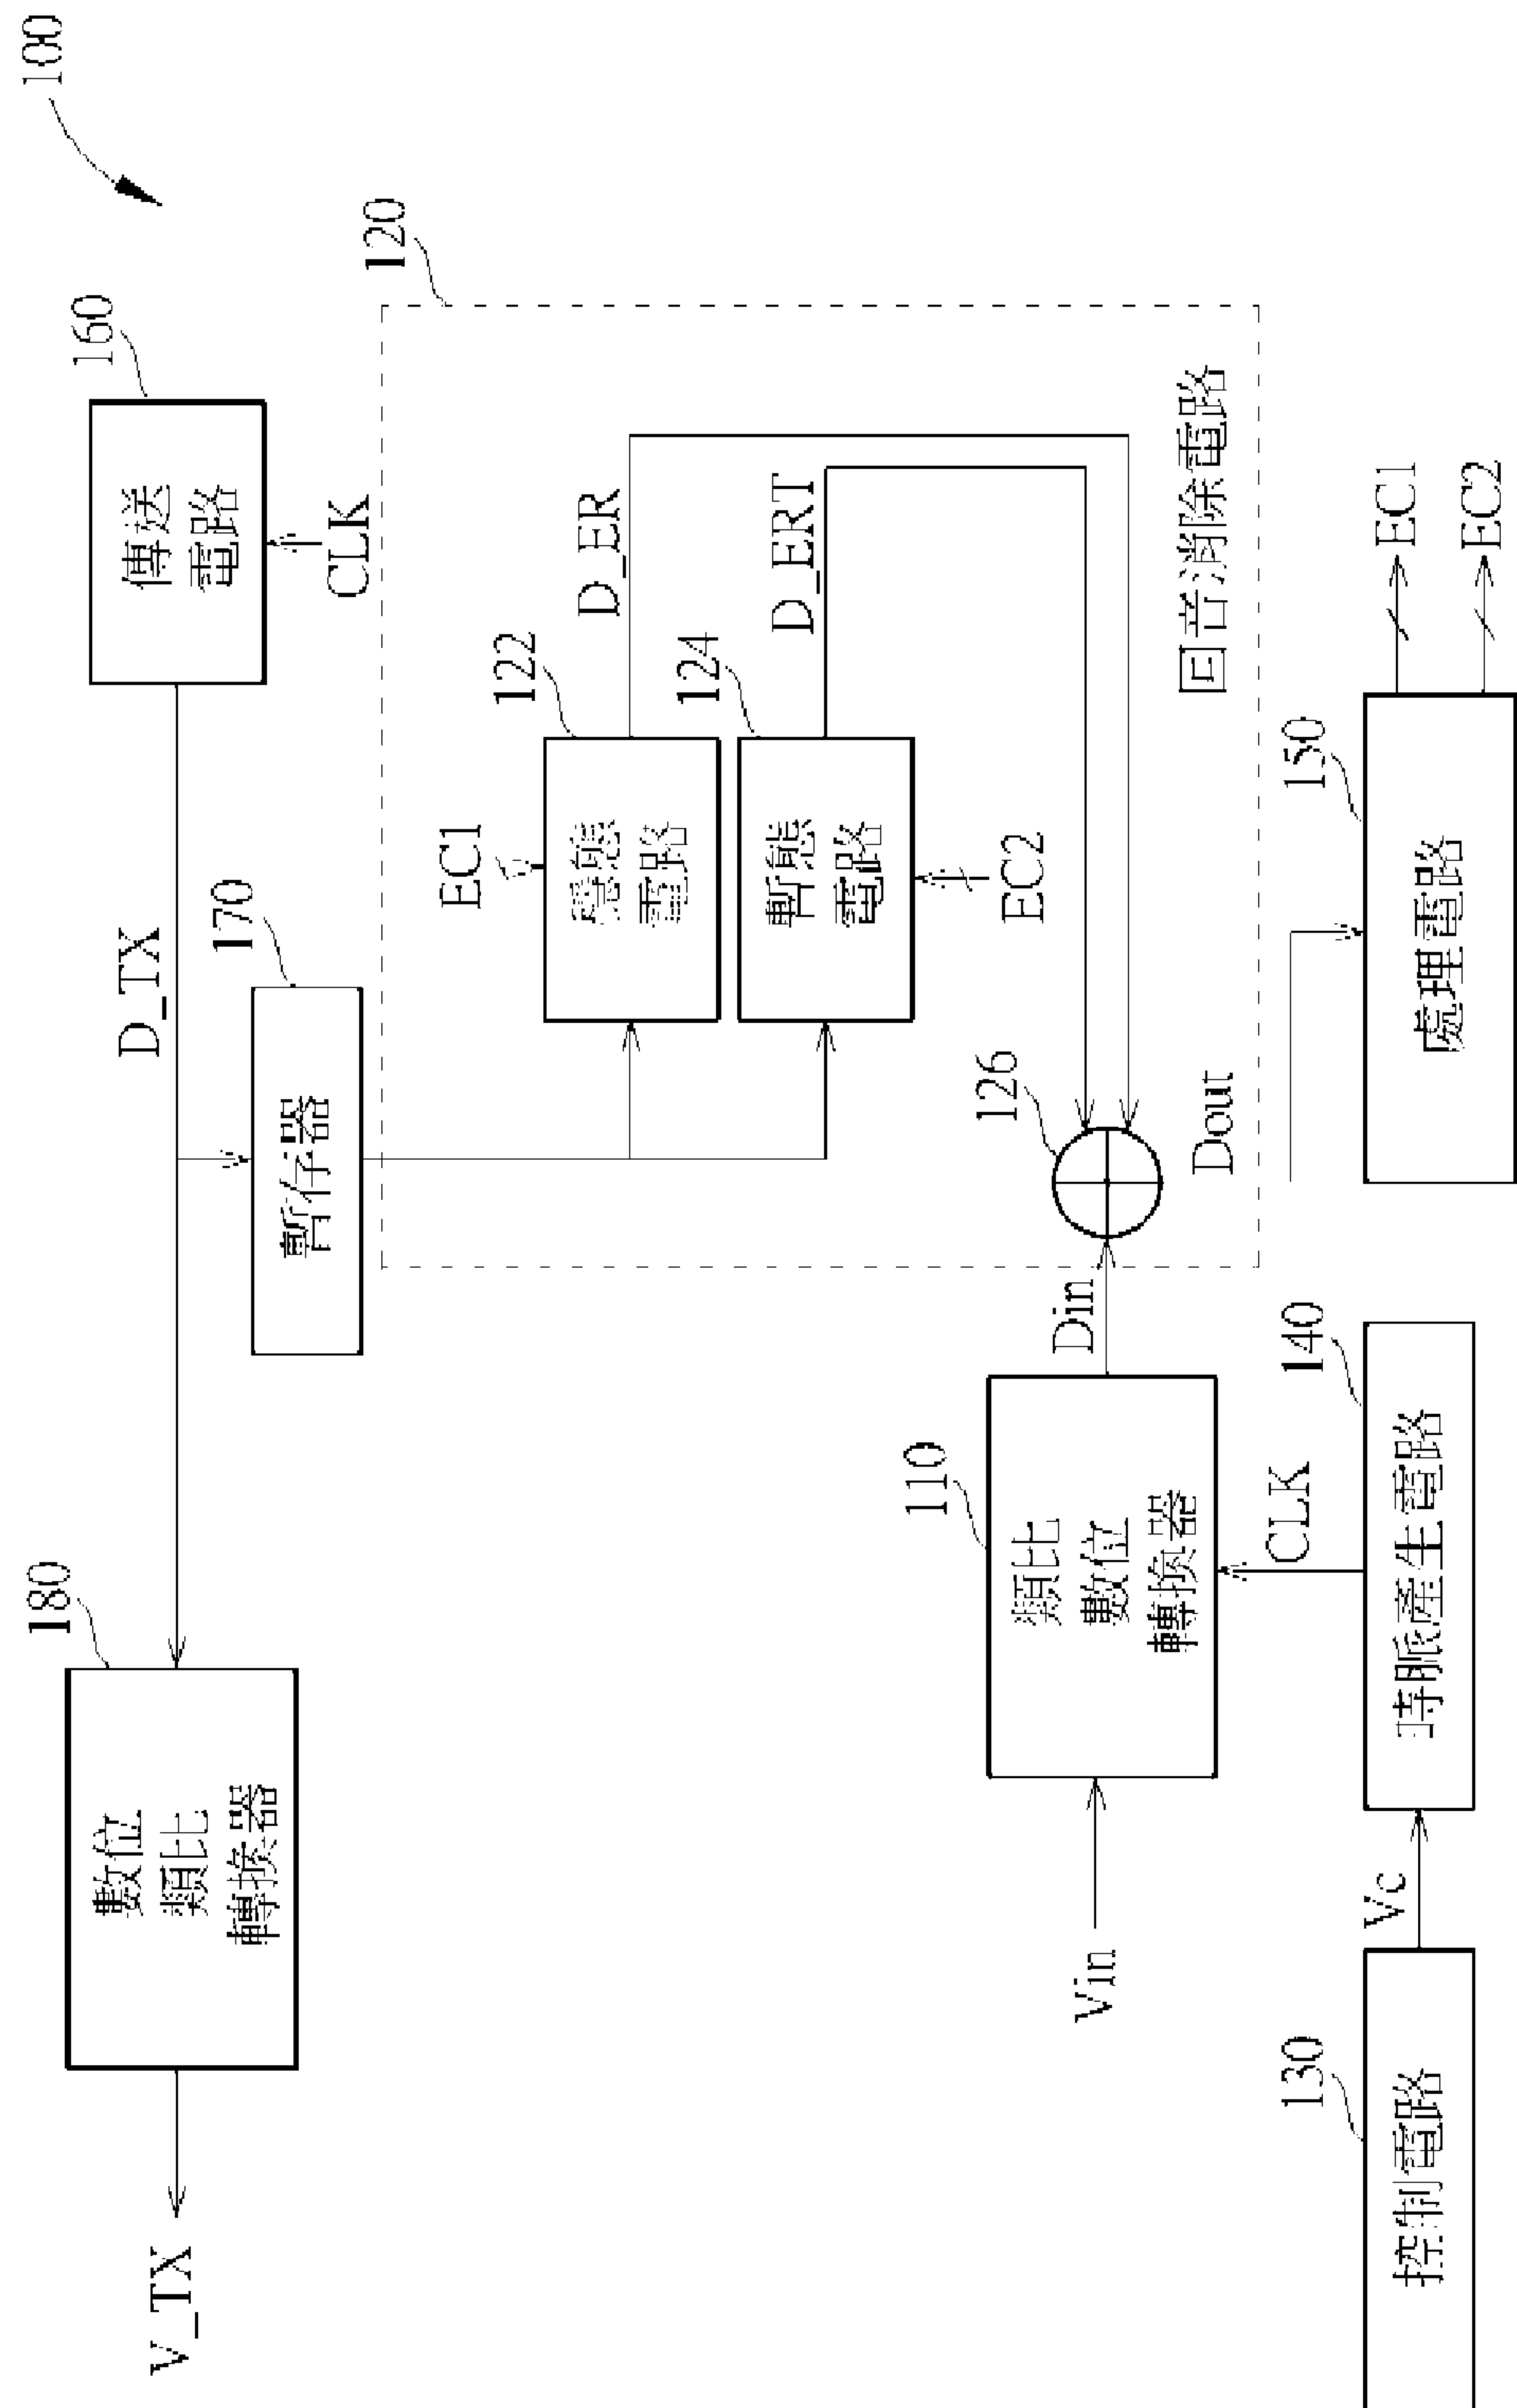 100
160
傳送
電路
CLK
D_TX
170
暫存器
180
數位
類比
轉換器
V_TX
120
EC1
122
穩態
電路
D_ER
124
暫態
電路
D_ERT
EC2
126
回音消除電路
Din
Dout
110
類比
數位
轉換器
Vin
CLK
140
時脈產生電路
Vc
130
控制電路
150
處理電路
EC1
EC2